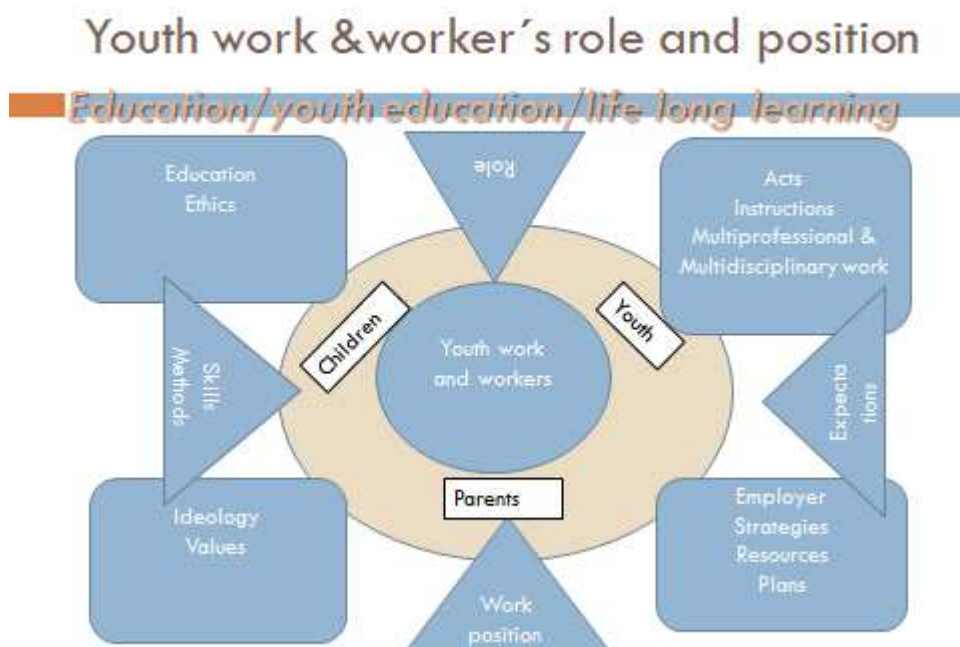 Youth work &worker´s role and position
Education/youth education/life long learning
Education
Ethics
Role
Acts
Instructions
Multiprofessional &
Multidisciplinary work
Children
Youth
Youth work
and workers
Skills
Methods
Expecta
tions
Parents
Ideology
Values
Employer
Strategies
Resources
Plans
Work
position